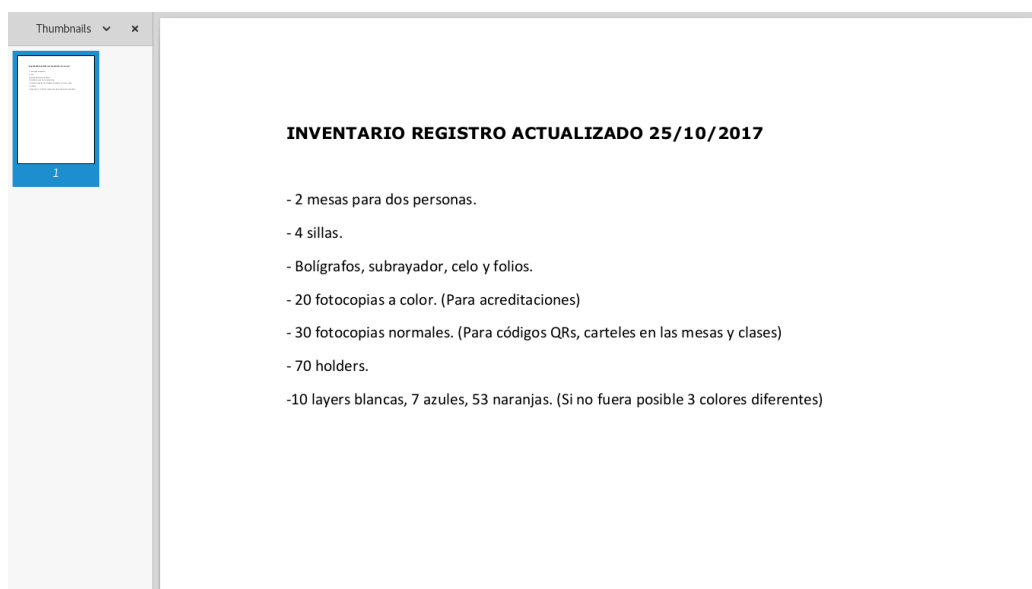 Thumbnails
1
INVENTARIO REGISTRO ACTUALIZADO 25/10/2017
- 2 mesas para dos personas.
- 4 sillas.
- Bolígrafos, subrayador, celo y folios.
- 20 fotocopias a color. (Para acreditaciones)
- 30 fotocopias normales. (Para códigos QRs, carteles en las mesas y clases)
- 70 holders.
-10 layers blancas, 7 azules, 53 naranjas. (Si no fuera posible 3 colores diferentes)